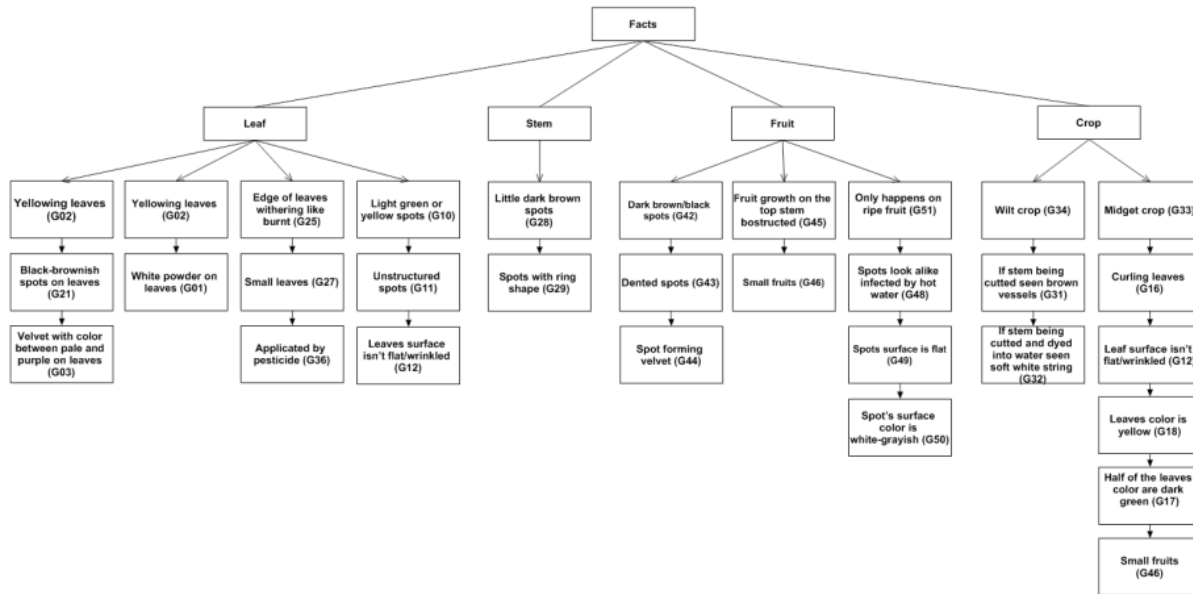 Facts
Leaf
Stem
Fruit
Crop
Yellowing leaves
(G02)
Yellowing leaves
(G02)
Edge of leaves
withering like
burnt (G25)
Light green or
yellow spots (G10)
Little dark brown
spots
(G28)
Dark brown/black
spots (G42)
Fruit growth on the
top stem
bostructed (G45)
Only happens on
ripe fruit (G51)
Wilt crop (G34)
Midget crop (G33)
Black-brownish
spots on leaves
(G21)
White powder on
leaves (G01)
Small leaves (G27)
Unstructured
spots (G11)
Spots with ring
shape (G29)
Dented spots (G43)
Small fruits (G46)
Spots look alike
infected by hot
water (G48)
If stem being
cutted seen brown
vessels (G31)
Curling leaves
(G16)
Velvet with color
between pale and
purple on leaves
(G03)
Applicated by
pesticide (G36)
Leaves surface
isn't flat/wrinkled
(G12)
Spot forming
velvet (G44)
Spots surface is flat
(G49)
If stem being
cutted and dyed
into water seen
soft white string
(G32)
Leaf surface isn't
flat/wrinkled (G12)
Spot's surface
color is
white-grayish (G50)
Leaves color is
yellow (G18)
Half of the leaves
color are dark
green (G17)
Small fruits
(G46)